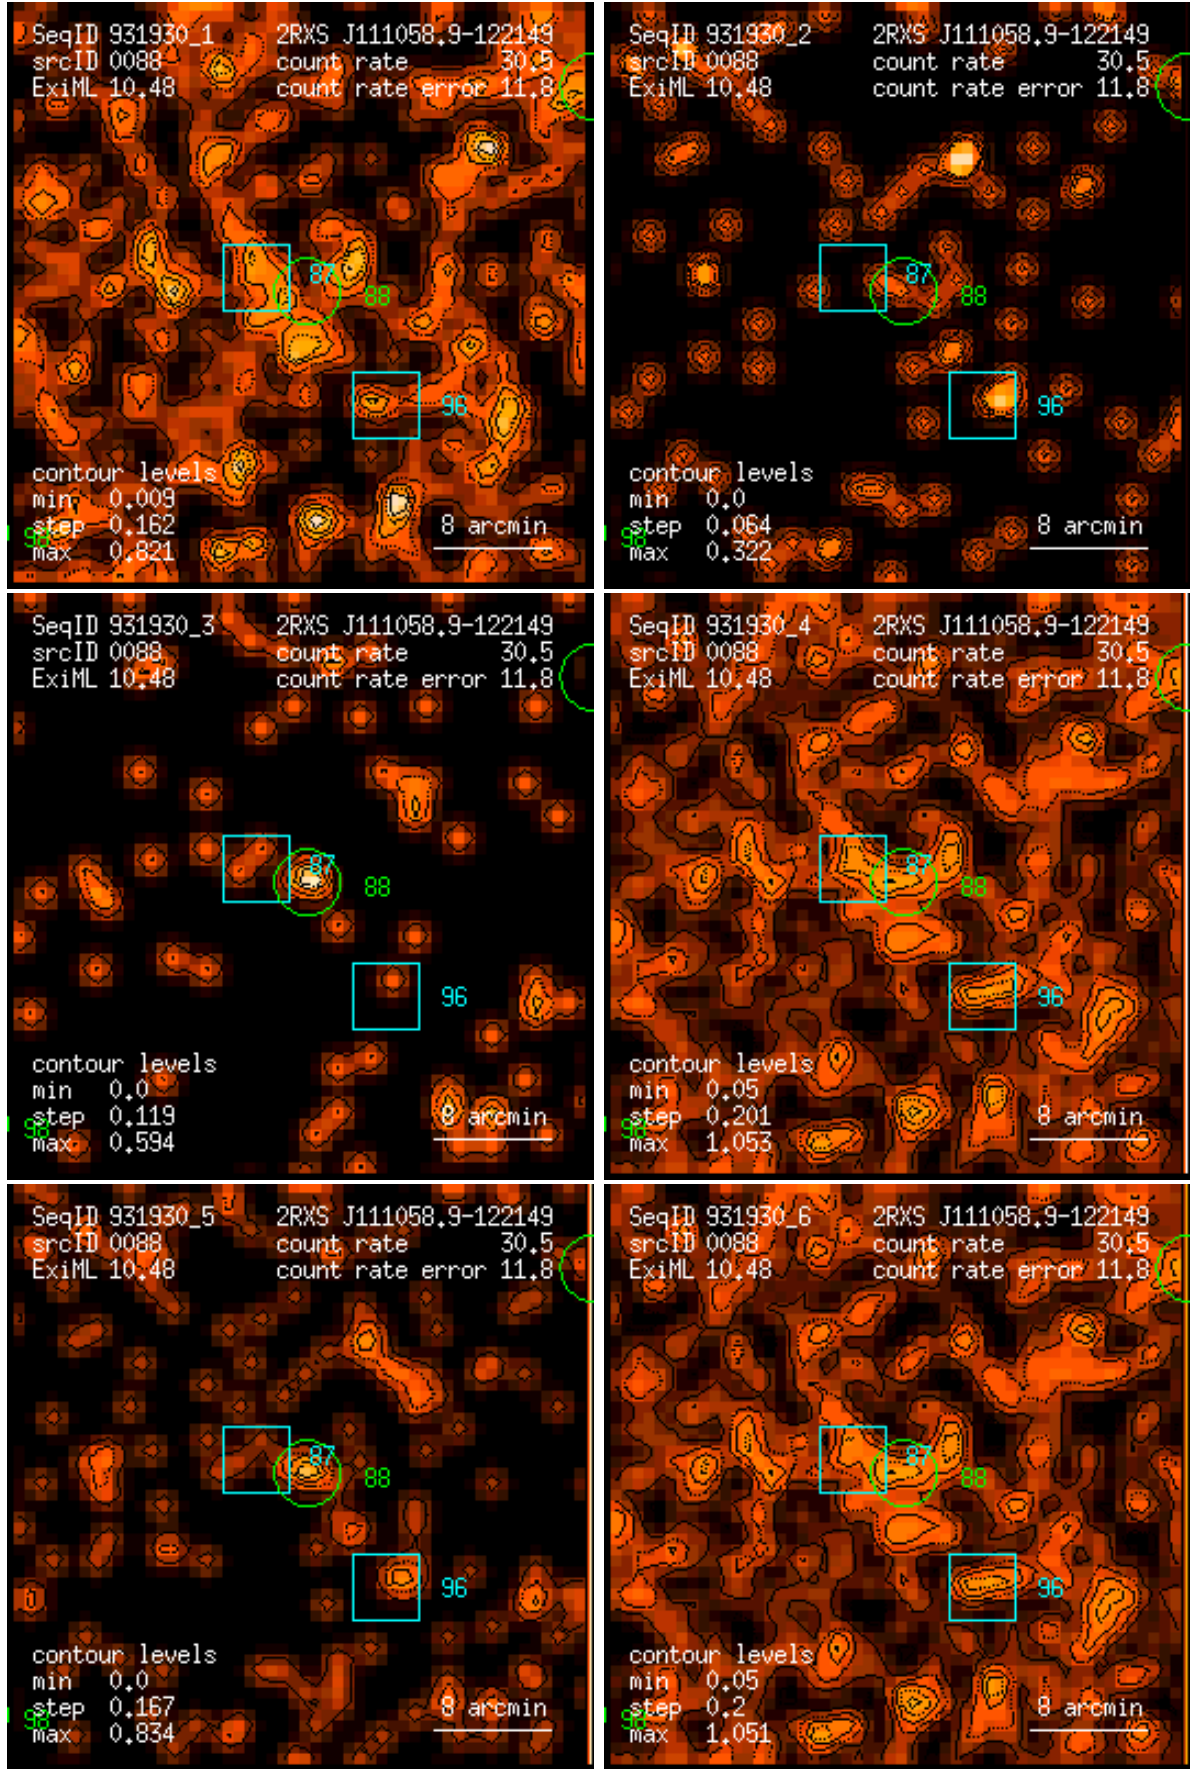 SeqID 931930_1 2RXS J111058.9-122149
srcID 0088 count rate 30.5
ExiML 10.48 count rate error 11.8
87
88
96
contour levels
min 0.009
step 0.162
max 0.821
8 arcmin
98
SeqID 931930_2 2RXS J111058.9-122149
srcID 0088 count rate 30.5
ExiML 10.48 count rate error 11.8
87
88
96
contour levels
min 0.0
step 0.064
max 0.322
8 arcmin
98
SeqID 931930_3 2RXS J111058.9-122149
srcID 0088 count rate 30.5
ExiML 10.48 count rate error 11.8
87
88
96
contour levels
min 0.0
step 0.119
max 0.594
8 arcmin
98
SeqID 931930_4 2RXS J111058.9-122149
srcID 0088 count rate 30.5
ExiML 10.48 count rate error 11.8
87
88
96
contour levels
min 0.05
step 0.201
max 1.053
8 arcmin
98
SeqID 931930_5 2RXS J111058.9-122149
srcID 0088 count rate 30.5
ExiML 10.48 count rate error 11.8
87
88
96
contour levels
min 0.0
step 0.167
max 0.834
8 arcmin
98
SeqID 931930_6 2RXS J111058.9-122149
srcID 0088 count rate 30.5
ExiML 10.48 count rate error 11.8
87
88
96
contour levels
min 0.05
step 0.2
max 1.051
8 arcmin
98